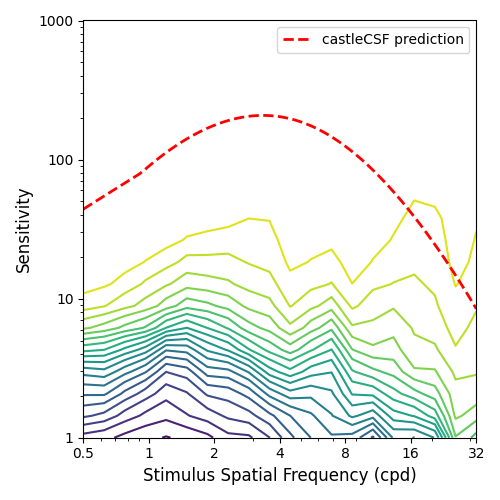 1000
castleCSF prediction
100
Sensitivity
10
1
0.5 1 2 4 8 16 32
Stimulus Spatial Frequency (cpd)